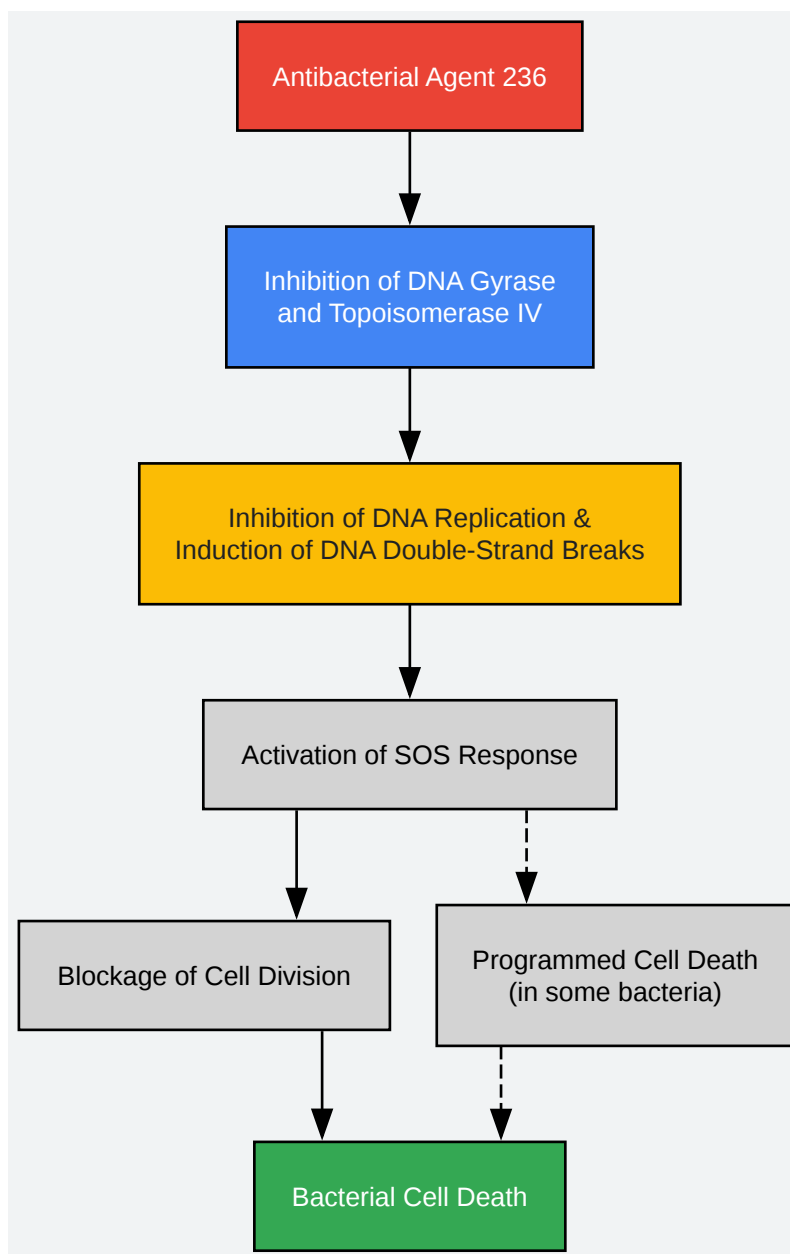 Antibacterial Agent 236
Inhibition of DNA Gyrase
and Topoisomerase IV
Inhibition of DNA Replication &
Induction of DNA Double-Strand Breaks
Activation of SOS Response
Blockage of Cell Division
Programmed Cell Death
(in some bacteria)
Bacterial Cell Death